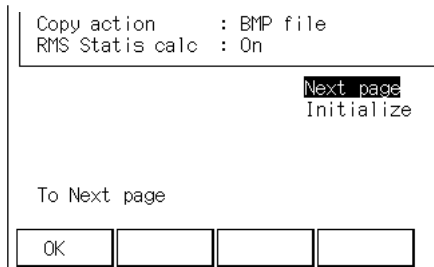 Copy action : BMP file
RMS Statis calc : On
Next page
Initialize
To Next page
OK